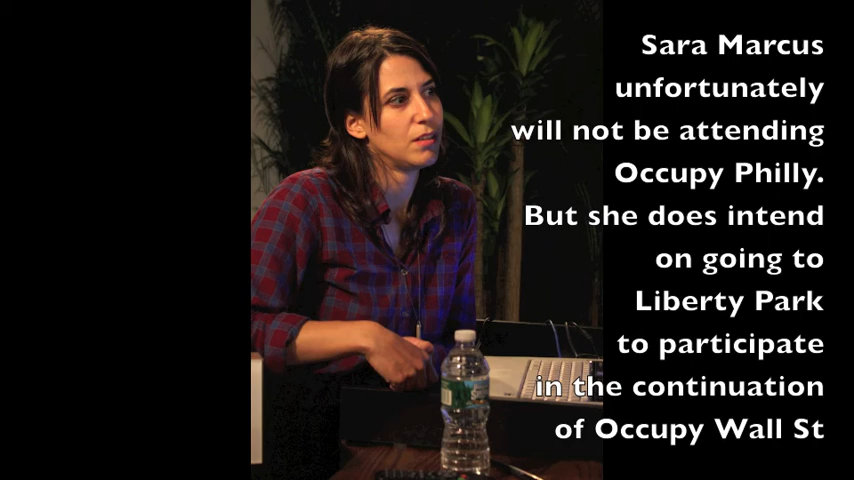 Sara Marcus
unfortunately
will not be attending
Occupy Philly.
But she does intend
on going to
Liberty Park
to participate
in the continuation
of Occupy Wall St